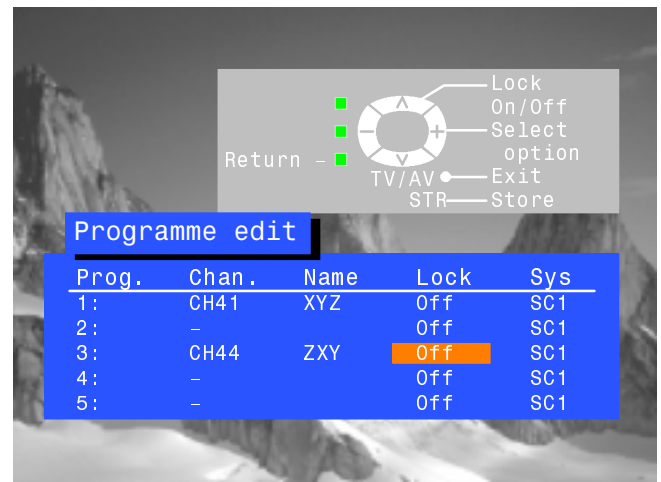 Lock
On/Off
Select
option
Return –
TV/AV Exit
STR Store
Programme edit
Prog. Chan. Name Lock Sys
1: CH41 XYZ Off SC1
2: – Off SC1
3: CH44 ZXY Off SC1
4: – Off SC1
5: – Off SC1